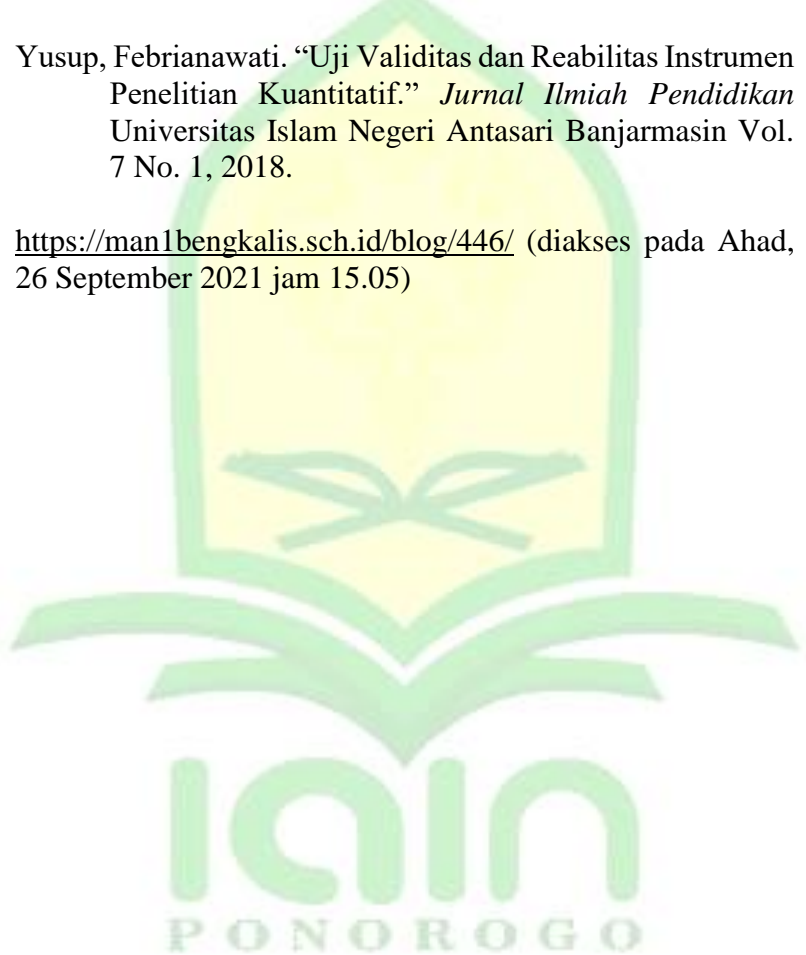 Yusup, Febrianawati. “Uji Validitas dan Reabilitas Instrumen
Penelitian Kuantitatif.” Jurnal Ilmiah Pendidikan
Universitas Islam Negeri Antasari Banjarmasin Vol.
7 No. 1, 2018.
https://man1bengkalis.sch.id/blog/446/ (diakses pada Ahad,
26 September 2021 jam 15.05)
iain
PONOROGO